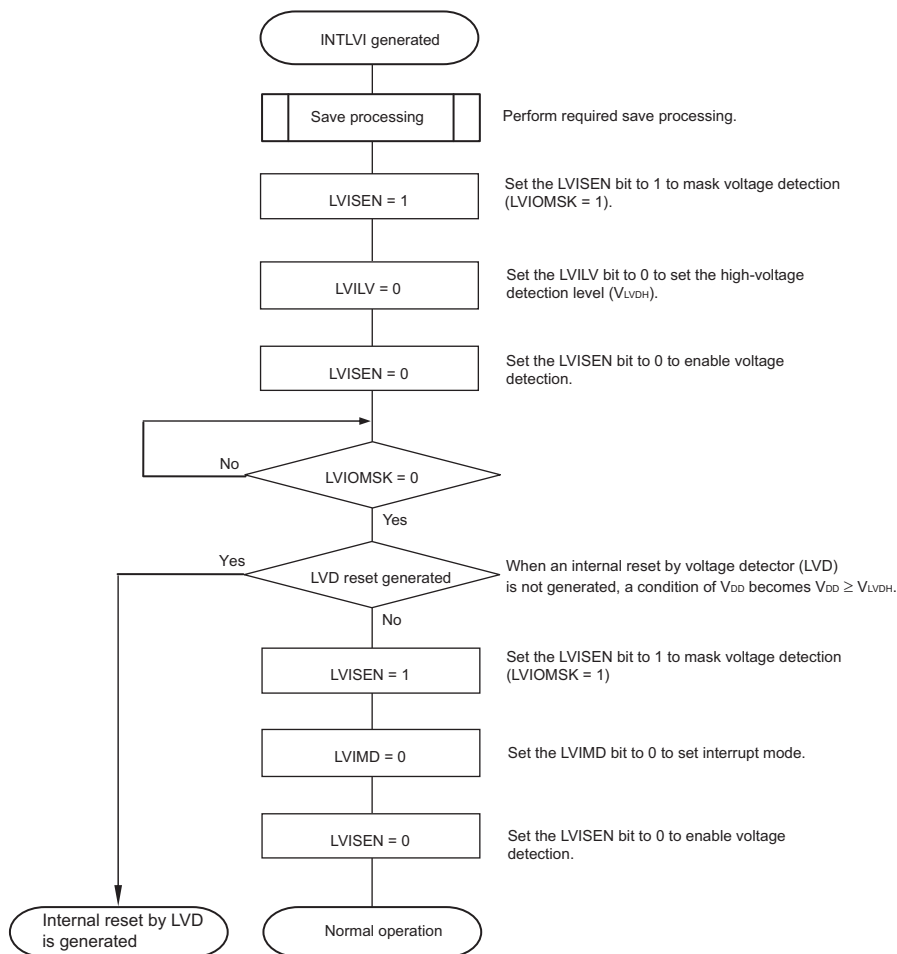 INTLVI generated
Save processing
Perform required save processing.
LVISEN = 1
Set the LVISEN bit to 1 to mask voltage detection
(LVIOMSK = 1).
LVILV = 0
Set the LVILV bit to 0 to set the high-voltage
detection level (VLVDH).
LVISEN = 0
Set the LVISEN bit to 0 to enable voltage
detection.
No
LVIOMSK = 0
Yes
Yes
LVD reset generated
When an internal reset by voltage detector (LVD)
is not generated, a condition of VDD becomes VDD ≥ VLVDH.
No
LVISEN = 1
Set the LVISEN bit to 1 to mask voltage detection
(LVIOMSK = 1)
LVIMD = 0
Set the LVIMD bit to 0 to set interrupt mode.
LVISEN = 0
Set the LVISEN bit to 0 to enable voltage
detection.
Internal reset by LVD
is generated
Normal operation